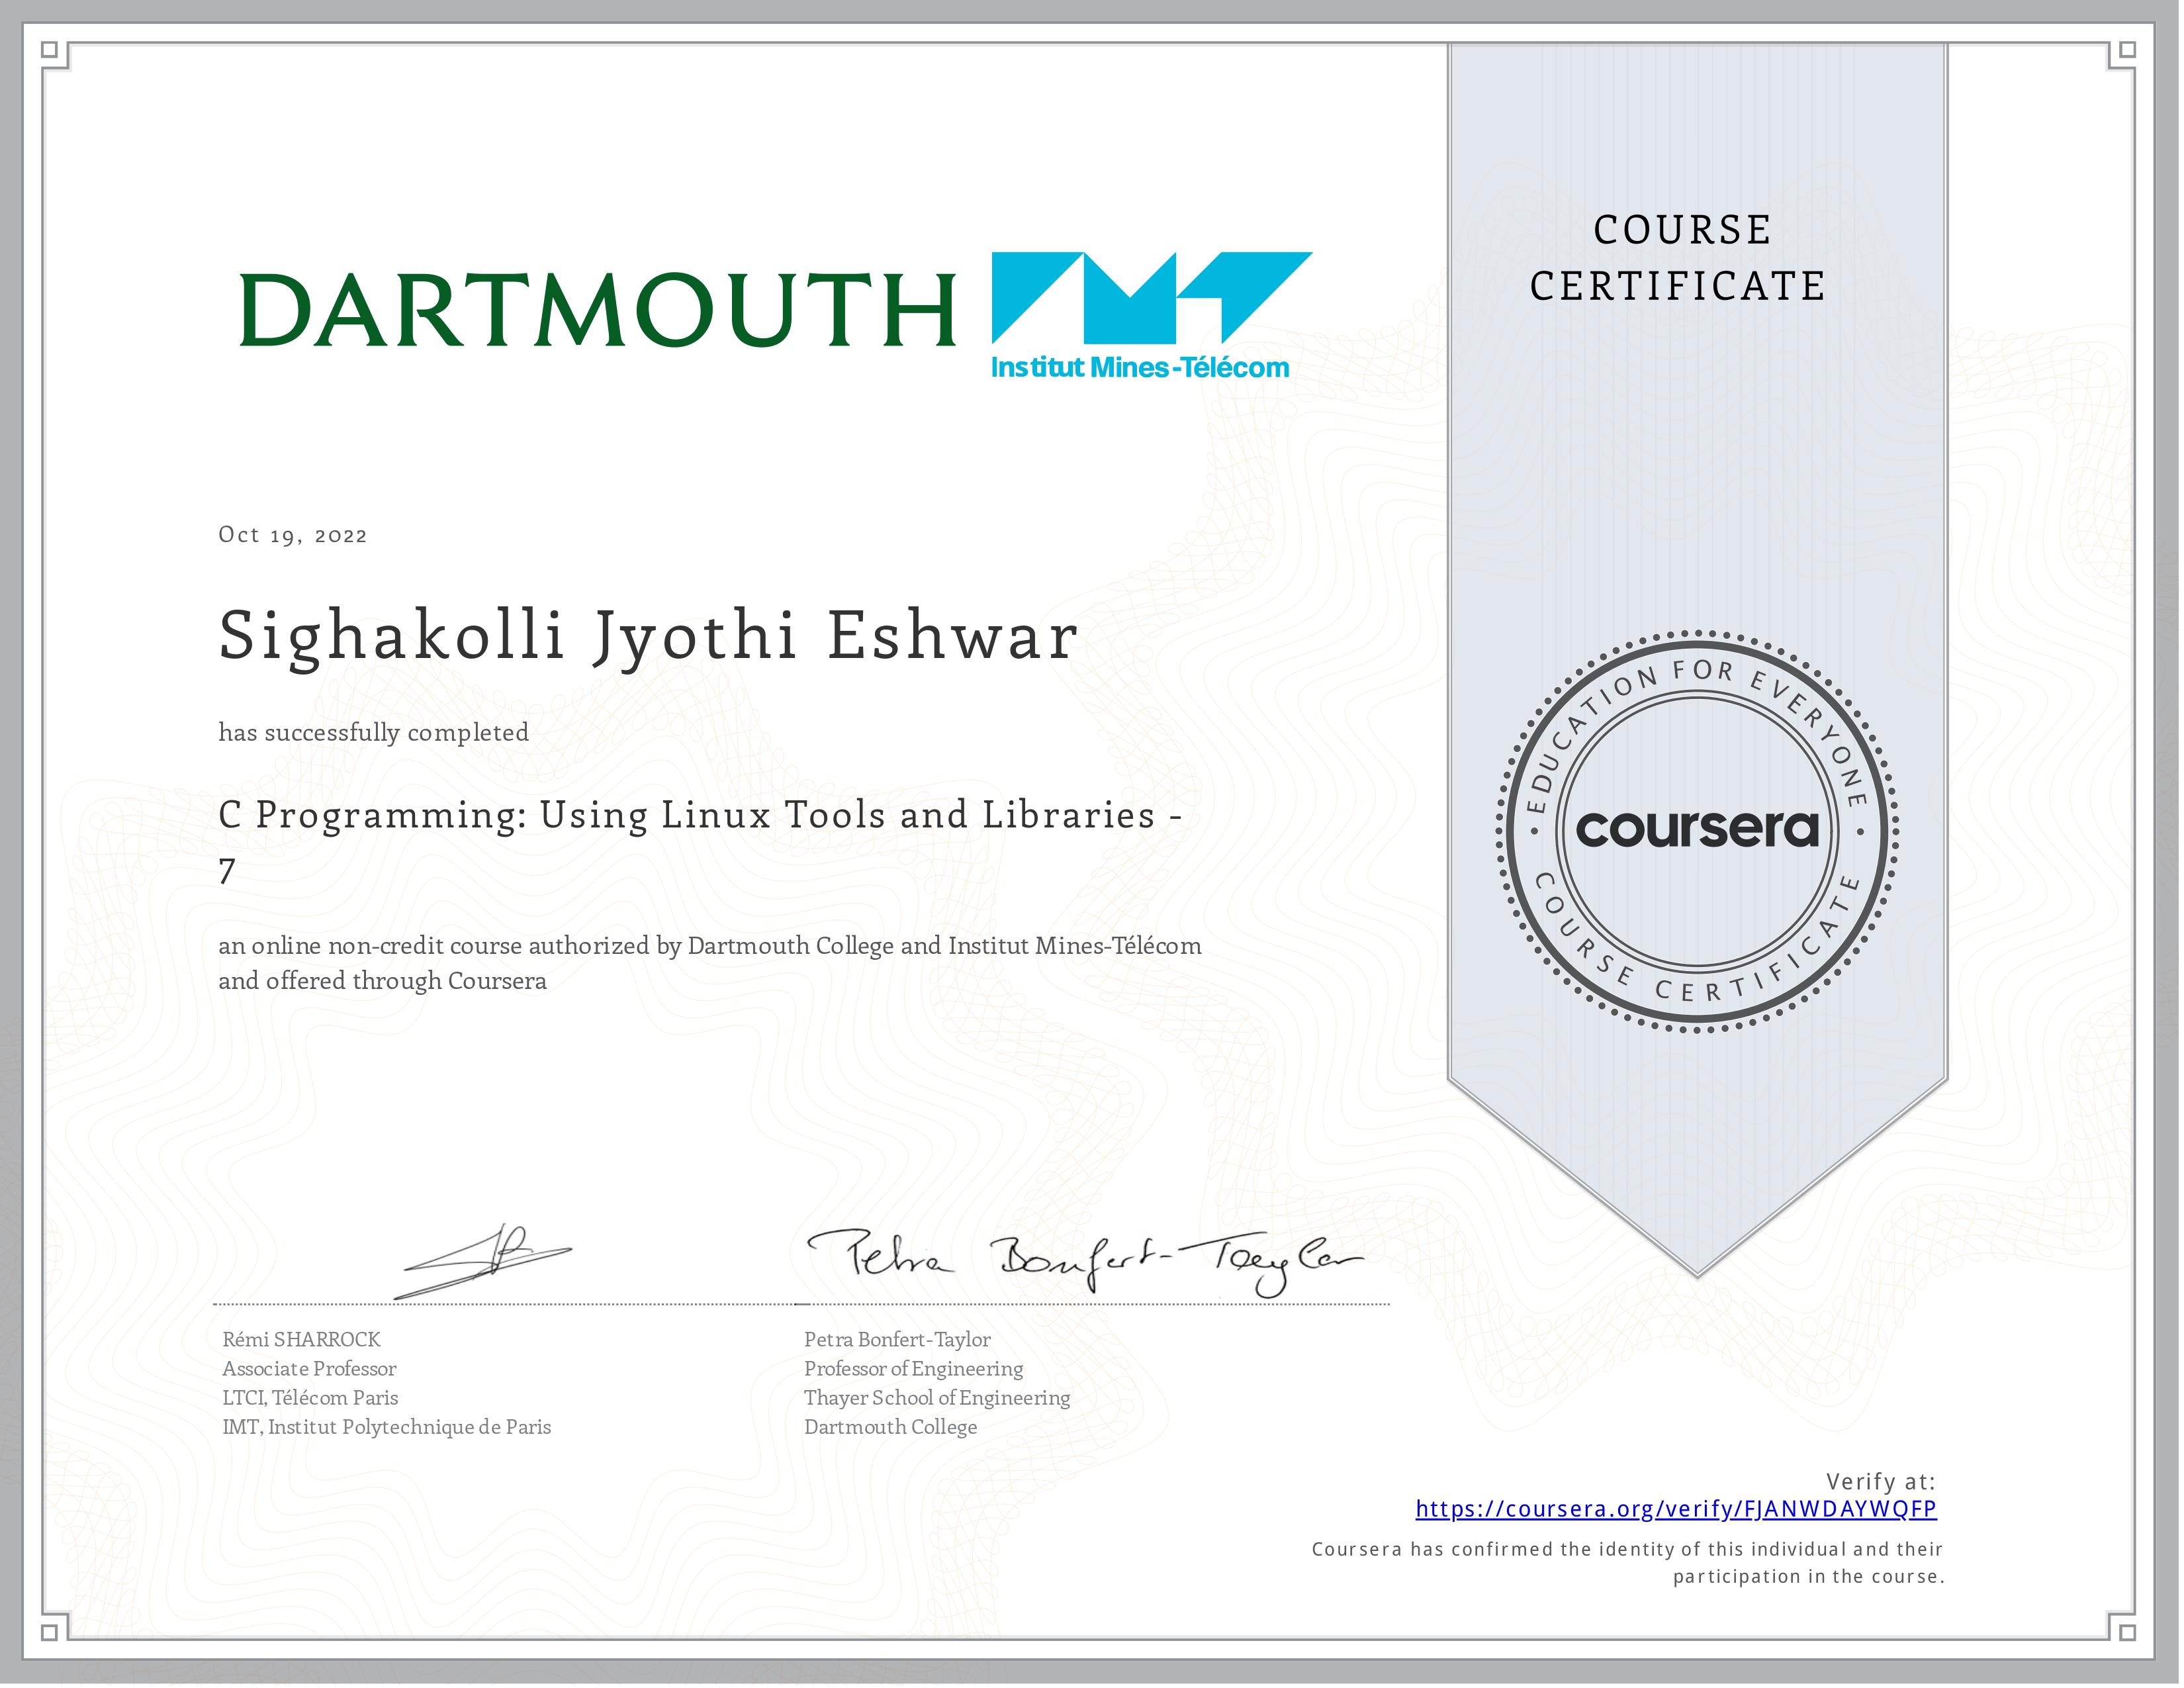 DARTMOUTH
Institut Mines-Télécom
COURSE
CERTIFICATE
Oct 19, 2022
Sighakolli Jyothi Eshwar
has successfully completed
C Programming: Using Linux Tools and Libraries -
7
an online non-credit course authorized by Dartmouth College and Institut Mines-Télécom
and offered through Coursera
EDUCATION FOR EVERYONE
coursera
COURSE CERTIFICATE
Petra Bonfert-Taylor
Rémi SHARROCK
Associate Professor
LTCI, Télécom Paris
IMT, Institut Polytechnique de Paris
Petra Bonfert-Taylor
Professor of Engineering
Thayer School of Engineering
Dartmouth College
Verify at:
https://coursera.org/verify/FJANWDAYWQFP
Coursera has confirmed the identity of this individual and their
participation in the course.